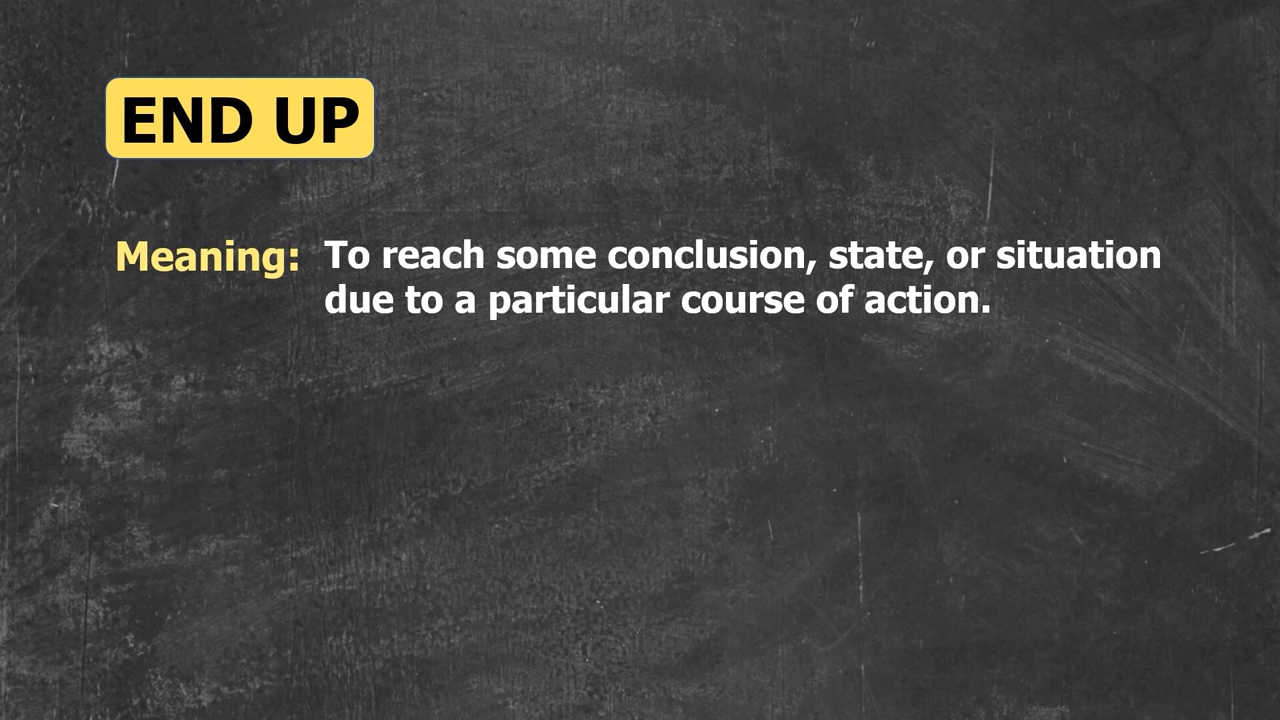 END UP
Meaning: To reach some conclusion, state, or situation
due to a particular course of action.